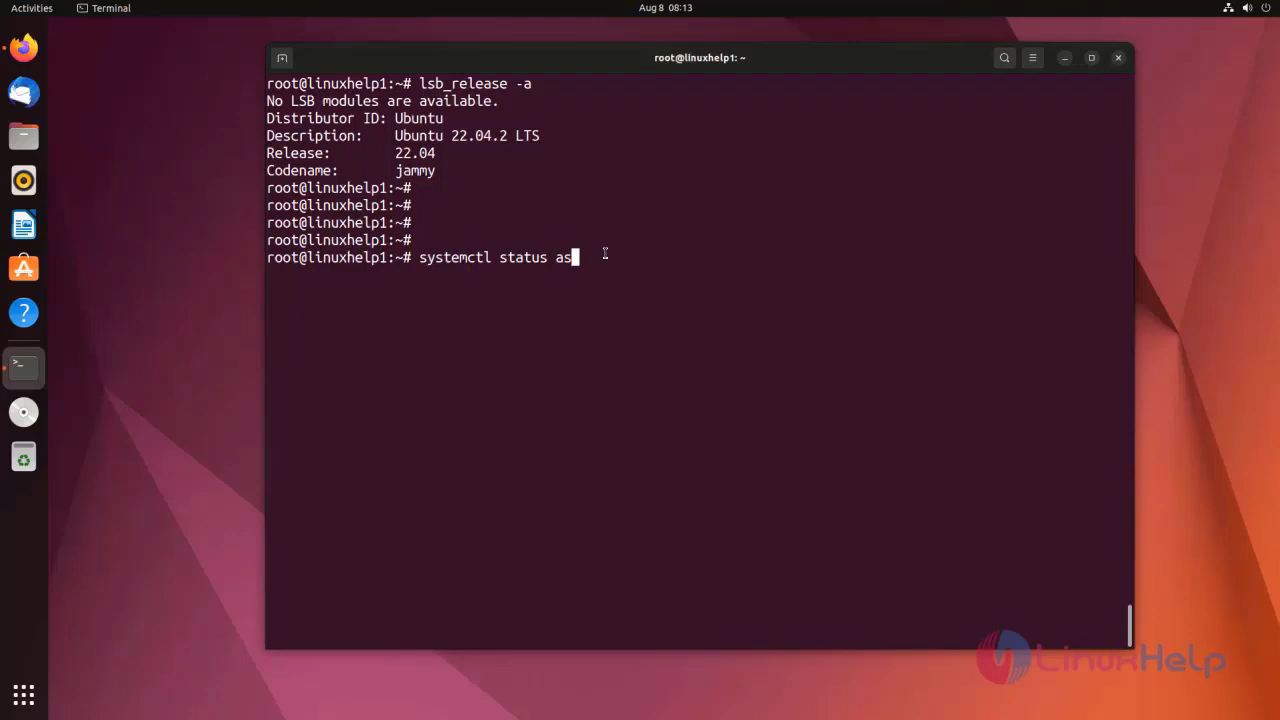 Activities Terminal Aug 8 08:13
root@linuxhelp1: ~
root@linuxhelp1:~# lsb_release -a
No LSB modules are available.
Distributor ID: Ubuntu
Description:    Ubuntu 22.04.2 LTS
Release:        22.04
Codename:       jammy
root@linuxhelp1:~#
root@linuxhelp1:~#
root@linuxhelp1:~#
root@linuxhelp1:~#
root@linuxhelp1:~# systemctl status as
LinuxHelp